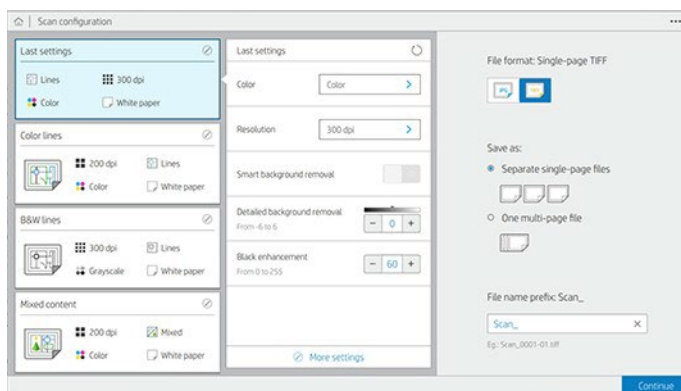 Scan configuration
Last settings
Lines
300 dpi
Color
White paper
Color lines
200 dpi
Lines
Color
White paper
B&W lines
300 dpi
Lines
Grayscale
White paper
Mixed content
200 dpi
Mixed
Color
White paper
Last settings
Color
Color
Resolution
300 dpi
Smart background removal
Detailed background removal
From -6 to 6
- 0 +
Black enhancement
From 0 to 255
- 60 +
More settings
File format: Single-page TIFF
JPG
Save as:
Separate single-page files
One multi-page file
File name prefix: Scan_
Scan_
Eg.: Scan_0001-01.tiff
Continue